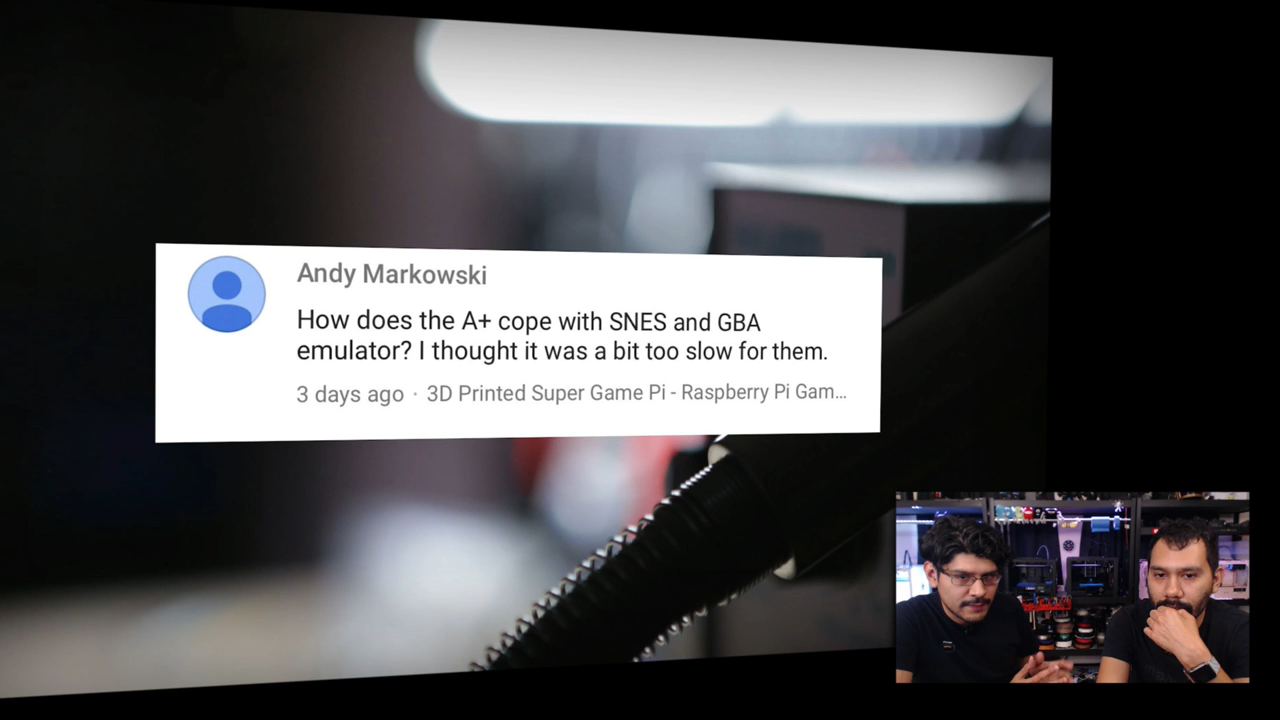 Andy Markowski
How does the A+ cope with SNES and GBA
emulator? I thought it was a bit too slow for them.
3 days ago · 3D Printed Super Game Pi - Raspberry Pi Gam...